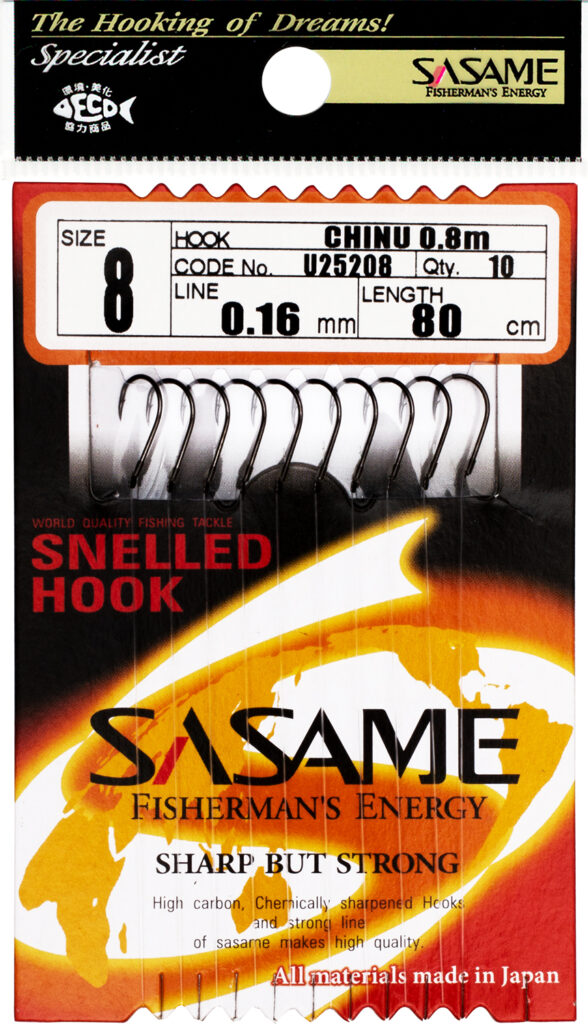 The Hooking of Dreams!
Specialist
環境・美化
ECO
協力商品
SASAME
FISHERMAN'S ENERGY
SIZE
8
HOOK CHINU 0.8m
CODE No. U25208 Qty. 10
LINE 0.16 mm
LENGTH 80 cm
WORLD QUALITY FISHING TACKLE
SNELLED
HOOK
SASAME
FISHERMAN'S ENERGY
SHARP BUT STRONG
High carbon, Chemically sharpened Hooks
and strong line
of sasame makes high quality.
All materials made in Japan